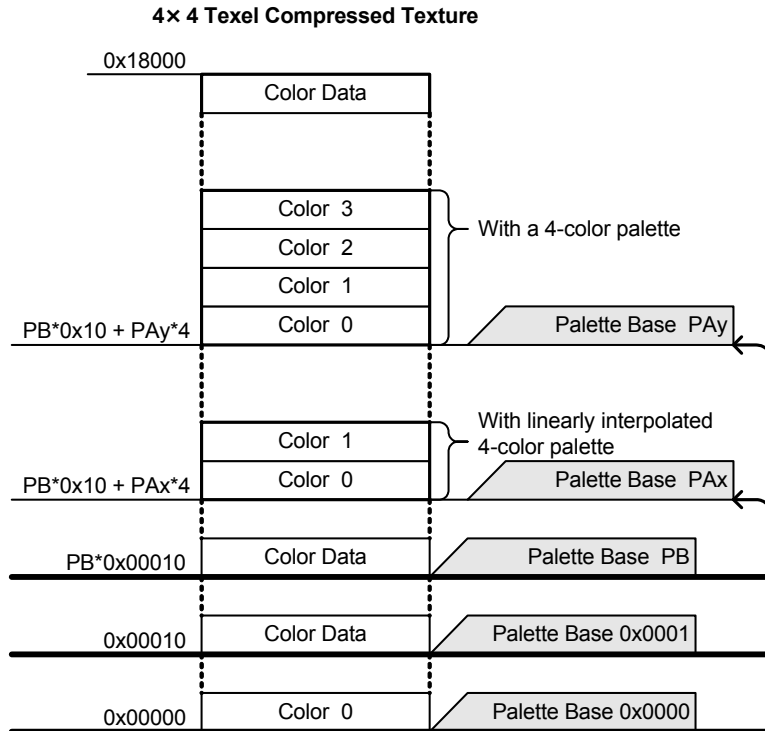 4× 4 Texel Compressed Texture
0x18000
Color Data
Color 3
With a 4-color palette
Color 2
Color 1
Color 0
Palette Base PAy
PB*0x10 + PAy*4
With linearly interpolated
4-color palette
Color 1
Color 0
Palette Base PAx
PB*0x10 + PAx*4
Color Data
Palette Base PB
PB*0x00010
Color Data
Palette Base 0x0001
0x00010
Color 0
Palette Base 0x0000
0x00000